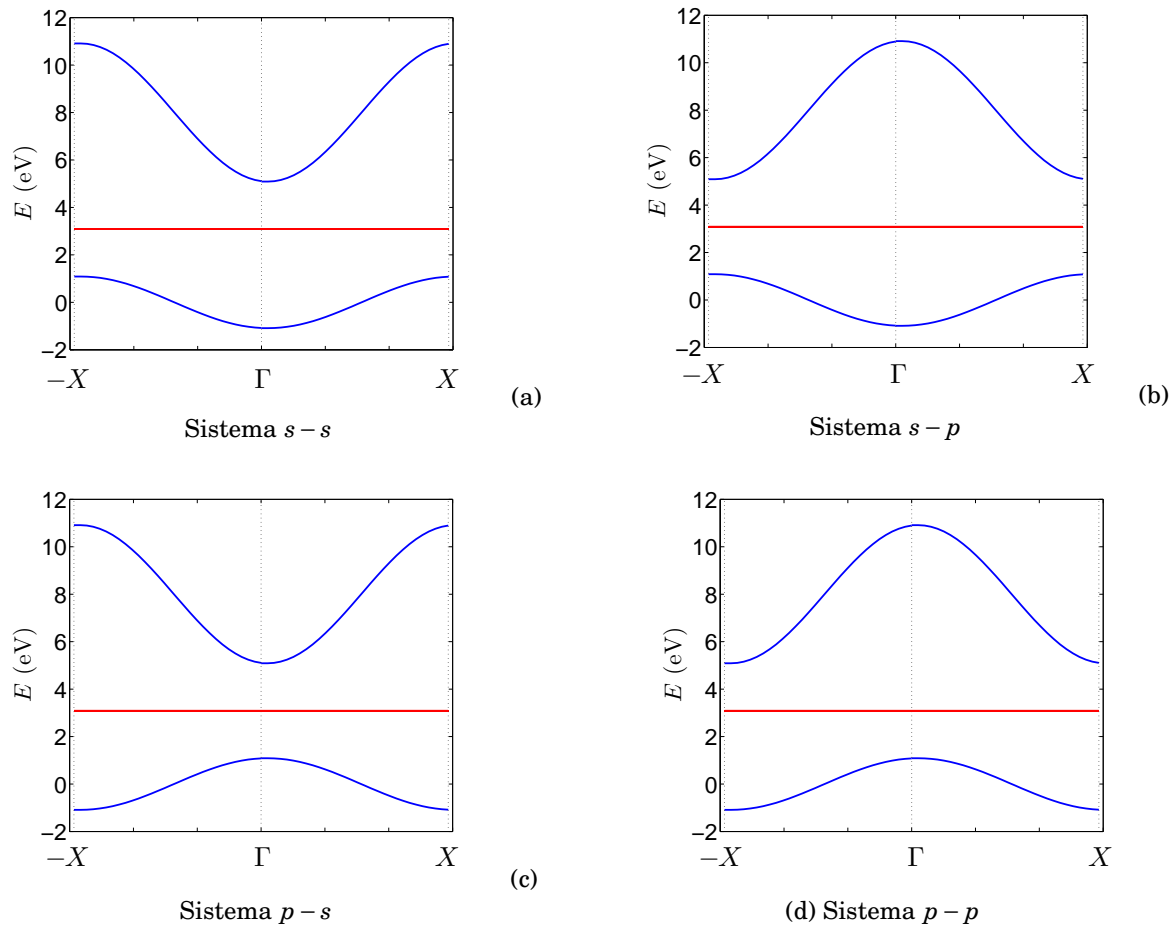 12
10
8
6
4
2
0
−2
E (eV)
−X Γ X
(a)
Sistema s – s
12
10
8
6
4
2
0
−2
E (eV)
−X Γ X
(b)
Sistema s – p
12
10
8
6
4
2
0
−2
E (eV)
−X Γ X
(c)
Sistema p – s
12
10
8
6
4
2
0
−2
E (eV)
−X Γ X
(d) Sistema p – p